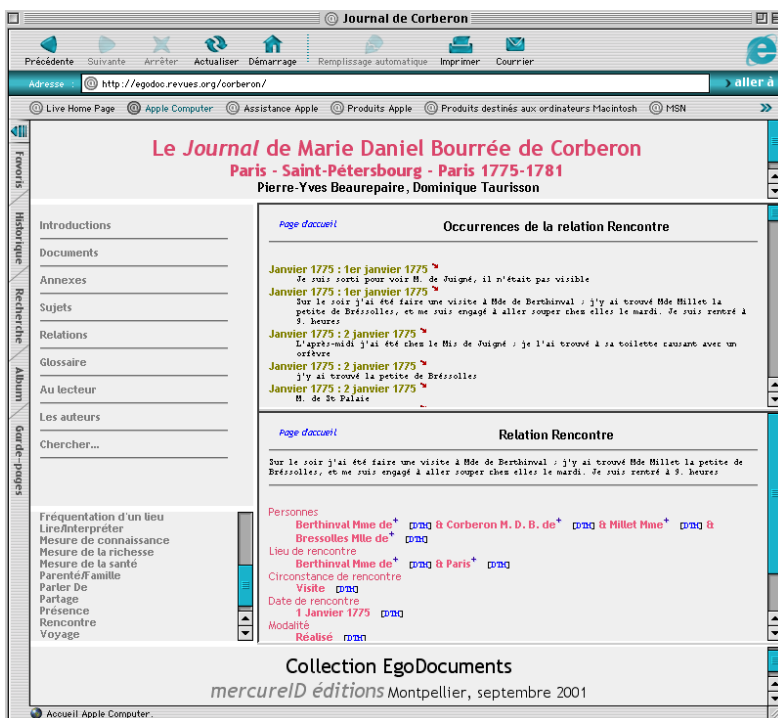 Journal de Corberon
Précédente Suivante Arrêter Actualiser Démarrage Remplissage automatique Imprimer Courrier
Adresse : http://egodoc.revues.org/corberon/ aller à
Live Home Page Apple Computer Assistance Apple Produits Apple Produits destinés aux ordinateurs Macintosh MSN
Favoris
Historique
Recherche
Album
Garde-pages
Le Journal de Marie Daniel Bourrée de Corberon
Paris - Saint-Pétersbourg - Paris 1775-1781
Pierre-Yves Beaurepaire, Dominique Taurisson
Introductions
Documents
Annexes
Sujets
Relations
Glossaire
Au lecteur
Les auteurs
Chercher...
Fréquentation d'un lieu
Lire/Interpréter
Mesure de connaissance
Mesure de la richesse
Mesure de la santé
Parenté/Famille
Parler De
Partage
Présence
Rencontre
Voyage
Page d'accueil Occurrences de la relation Rencontre
Janvier 1775 : 1er janvier 1775
Je suis sorti pour voir M. de Juigné, il n'était pas visible
Janvier 1775 : 1er janvier 1775
Sur le soir j'ai été faire une visite à Mde de Berthinval ; j'y ai trouvé Mde Millet la
petite de Bréssolles, et me suis engagé à aller souper chez elles le mardi. Je suis rentré à
9. heures
Janvier 1775 : 2 janvier 1775
L'après-midi j'ai été chez le Mis de Juigné ; je l'ai trouvé à sa toilette causant avec un
orfèvre
Janvier 1775 : 2 janvier 1775
j'y ai trouvé la petite de Bréssolles
Janvier 1775 : 2 janvier 1775
M. de St Palaie
Page d'accueil Relation Rencontre
Sur le soir j'ai été faire une visite à Mde de Berthinval ; j'y ai trouvé Mde Millet la petite de
Bréssolles, et me suis engagé à aller souper chez elles le mardi. Je suis rentré à 9. heures
Personnes
Berthinval Mme de+ [DTH] & Corberon M. D. B. de+ [DTH] & Millet Mme+ [DTH] &
Bressolles Mlle de+ [DTH]
Lieu de rencontre
Berthinval Mme de+ [DTH] & Paris+ [DTH]
Circonstance de rencontre
Visite [DTH]
Date de rencontre
1 Janvier 1775 [DTH]
Modalité
Réalisé [DTH]
Collection EgoDocuments
mercureID éditions Montpellier, septembre 2001
Accueil Apple Computer.